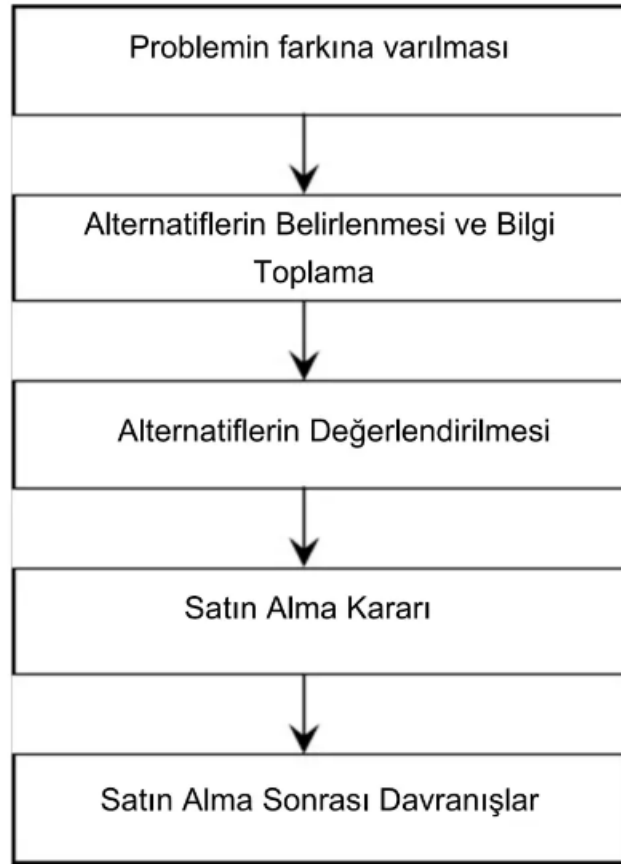 Problemin farkına varılması
Alternatiflerin Belirlenmesi ve Bilgi
Toplama
Alternatiflerin Değerlendirilmesi
Satın Alma Kararı
Satın Alma Sonrası Davranışlar